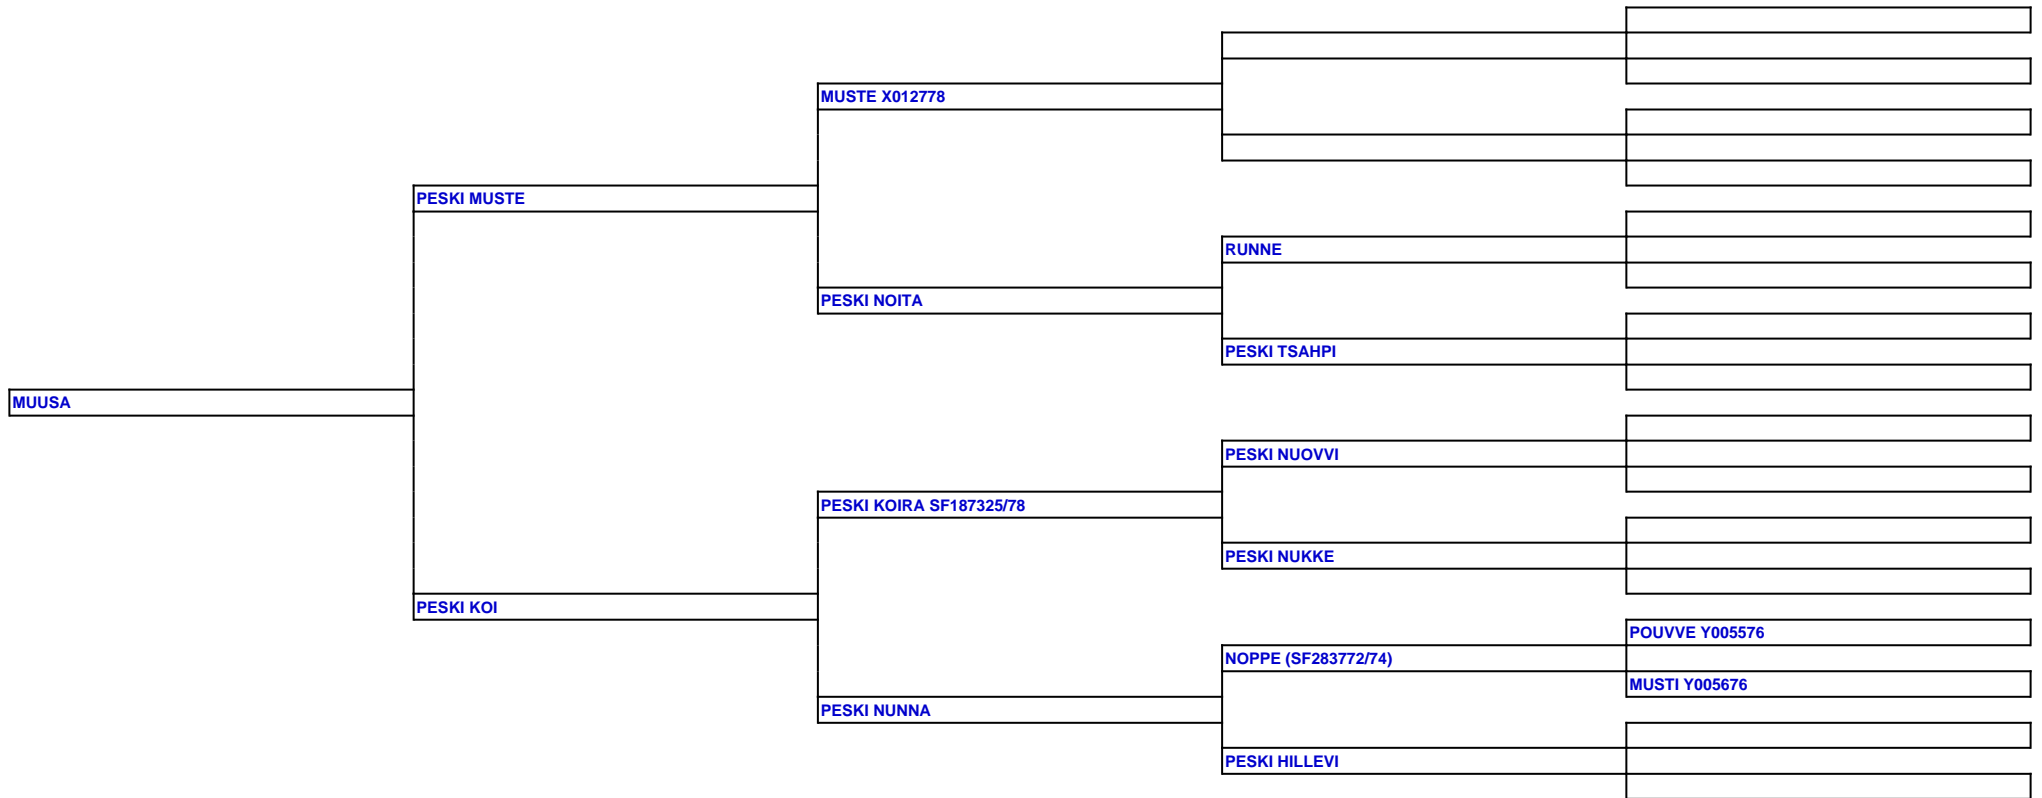 MUSTE X012778
PESKI MUSTE
RUNNE
PESKI NOITA
PESKI TSAHPI
MUUSA
PESKI NUOVVI
PESKI KOIRA SF187325/78
PESKI NUKKE
PESKI KOI
POUVVE Y005576
NOPPE (SF283772/74)
MUSTI Y005676
PESKI NUNNA
PESKI HILLEVI